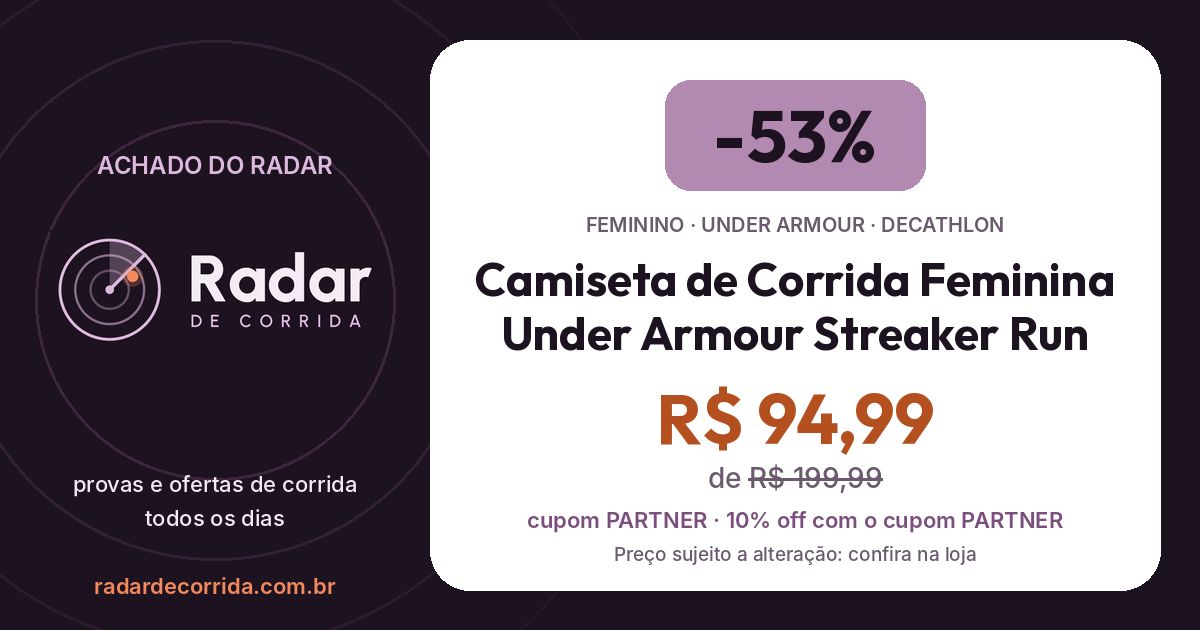 ACHADO DO RADAR
Radar
DE CORRIDA
provas e ofertas de corrida
todos os dias
radardecorrida.com.br
-53%
FEMININO · UNDER ARMOUR · DECATHLON
Camiseta de Corrida Feminina
Under Armour Streaker Run
R$ 94,99
de R$ 199,99
cupom PARTNER · 10% off com o cupom PARTNER
Preço sujeito a alteração: confira na loja